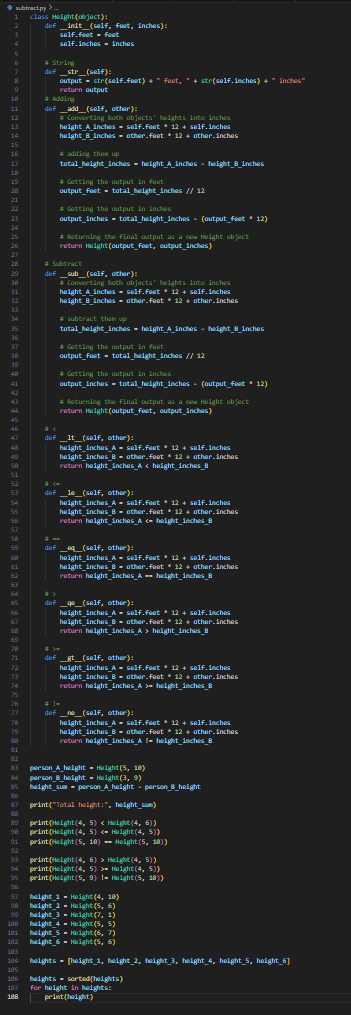 subtract.py > ...
1 class Height(object):
2 def __init__(self, feet, inches):
3 self.feet = feet
4 self.inches = inches
5
6 # String
7 def __str__(self):
8 output = str(self.feet) + " feet, " + str(self.inches) + " inches"
9 return output
10 # Adding
11 def __add__(self, other):
12 # Converting both objects' heights into inches
13 height_A_inches = self.feet * 12 + self.inches
14 height_B_inches = other.feet * 12 + other.inches
15
16 # adding them up
17 total_height_inches = height_A_inches - height_B_inches
18
19 # Getting the output in feet
20 output_feet = total_height_inches // 12
21
22 # Getting the output in inches
23 output_inches = total_height_inches - (output_feet * 12)
24
25 # Returning the final output as a new Height object
26 return Height(output_feet, output_inches)
27
28 # Subtract
29 def __sub__(self, other):
30 # Converting both objects' heights into inches
31 height_A_inches = self.feet * 12 + self.inches
32 height_B_inches = other.feet * 12 + other.inches
33
34 # subtract them up
35 total_height_inches = height_A_inches - height_B_inches
36
37 # Getting the output in feet
38 output_feet = total_height_inches // 12
39
40 # Getting the output in inches
41 output_inches = total_height_inches - (output_feet * 12)
42
43 # Returning the final output as a new Height object
44 return Height(output_feet, output_inches)
45
46 # <
47 def __lt__(self, other):
48 height_inches_A = self.feet * 12 + self.inches
49 height_inches_B = other.feet * 12 + other.inches
50 return height_inches_A < height_inches_B
51
52 # <=
53 def __le__(self, other):
54 height_inches_A = self.feet * 12 + self.inches
55 height_inches_B = other.feet * 12 + other.inches
56 return height_inches_A <= height_inches_B
57
58 # ==
59 def __eq__(self, other):
60 height_inches_A = self.feet * 12 + self.inches
61 height_inches_B = other.feet * 12 + other.inches
62 return height_inches_A == height_inches_B
63
64 # >
65 def __qe__(self, other):
66 height_inches_A = self.feet * 12 + self.inches
67 height_inches_B = other.feet * 12 + other.inches
68 return height_inches_A > height_inches_B
69
70 # >=
71 def __gt__(self, other):
72 height_inches_A = self.feet * 12 + self.inches
73 height_inches_B = other.feet * 12 + other.inches
74 return height_inches_A >= height_inches_B
75
76 # !=
77 def __ne__(self, other):
78 height_inches_A = self.feet * 12 + self.inches
79 height_inches_B = other.feet * 12 + other.inches
80 return height_inches_A != height_inches_B
81
82
83 person_A_height = Height(5, 10)
84 person_B_height = Height(3, 9)
85 height_sum = person_A_height - person_B_height
86
87 print("Total height:", height_sum)
88
89 print(Height(4, 5) < Height(4, 6))
90 print(Height(4, 5) <= Height(4, 5))
91 print(Height(5, 10) == Height(5, 10))
92
93 print(Height(4, 6) > Height(4, 5))
94 print(Height(4, 5) >= Height(4, 5))
95 print(Height(5, 9) != Height(5, 10))
96
97 height_1 = Height(4, 10)
98 height_2 = Height(5, 6)
99 height_3 = Height(7, 1)
100 height_4 = Height(5, 5)
101 height_5 = Height(6, 7)
102 height_6 = Height(5, 6)
103
104 heights = [height_1, height_2, height_3, height_4, height_5, height_6]
105
106 heights = sorted(heights)
107 for height in heights:
108 print(height)